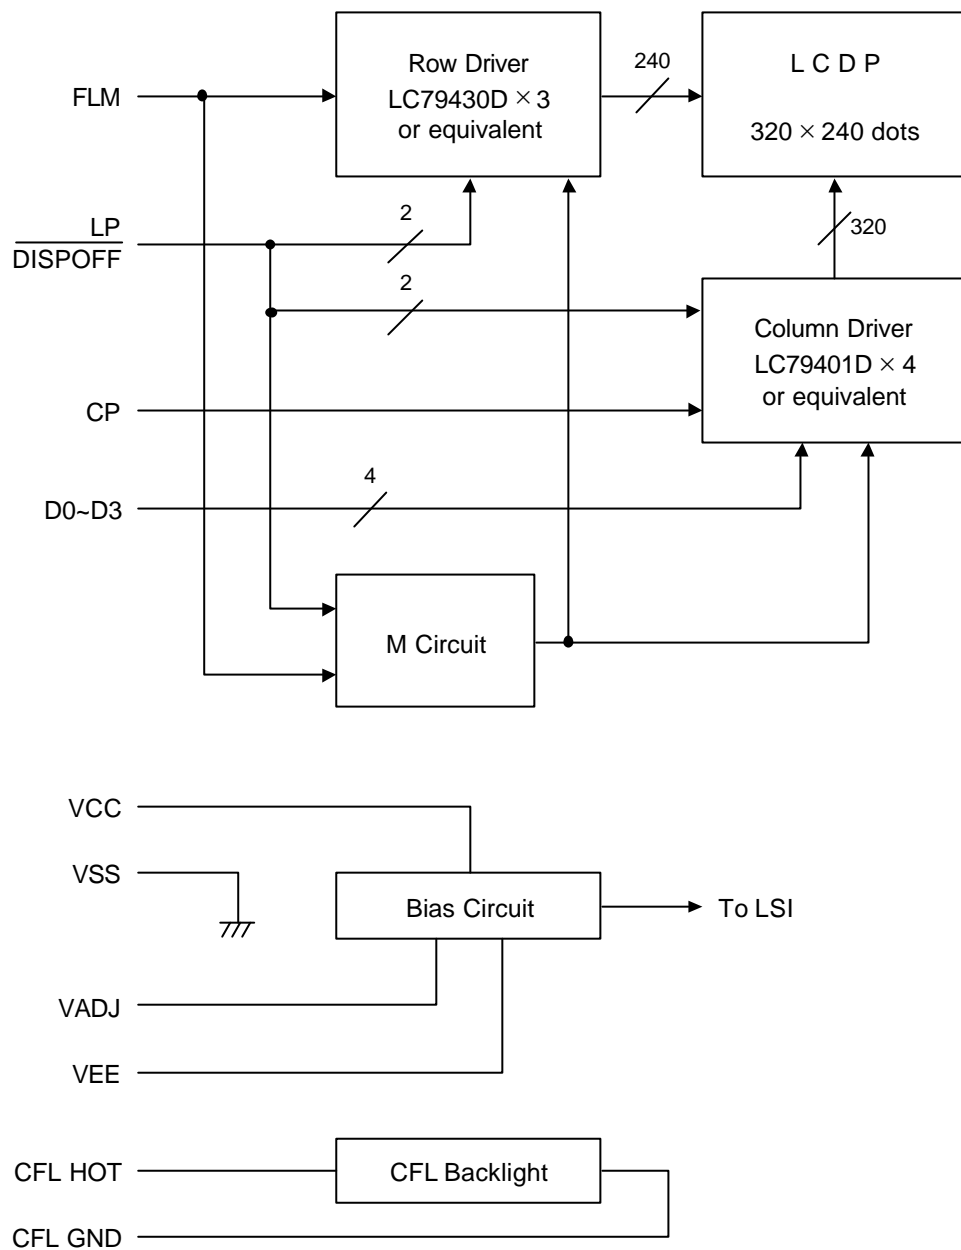 Row Driver
LC79430D × 3
or equivalent
240
L C D P
320 × 240 dots
FLM
LP
DISPOFF
2
320
2
Column Driver
LC79401D × 4
or equivalent
CP
4
D0~D3
M Circuit
VCC
VSS
Bias Circuit
To LSI
VADJ
VEE
CFL HOT
CFL Backlight
CFL GND